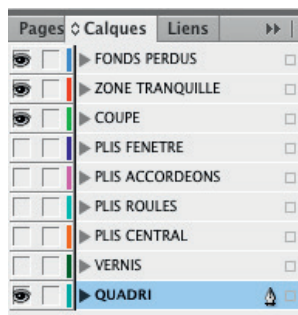 Pages Calques Liens
FONDS PERDUS
ZONE TRANQUILLE
COUPE
PLIS FENETRE
PLIS ACCORDEONS
PLIS ROULES
PLIS CENTRAL
VERNIS
QUADRI